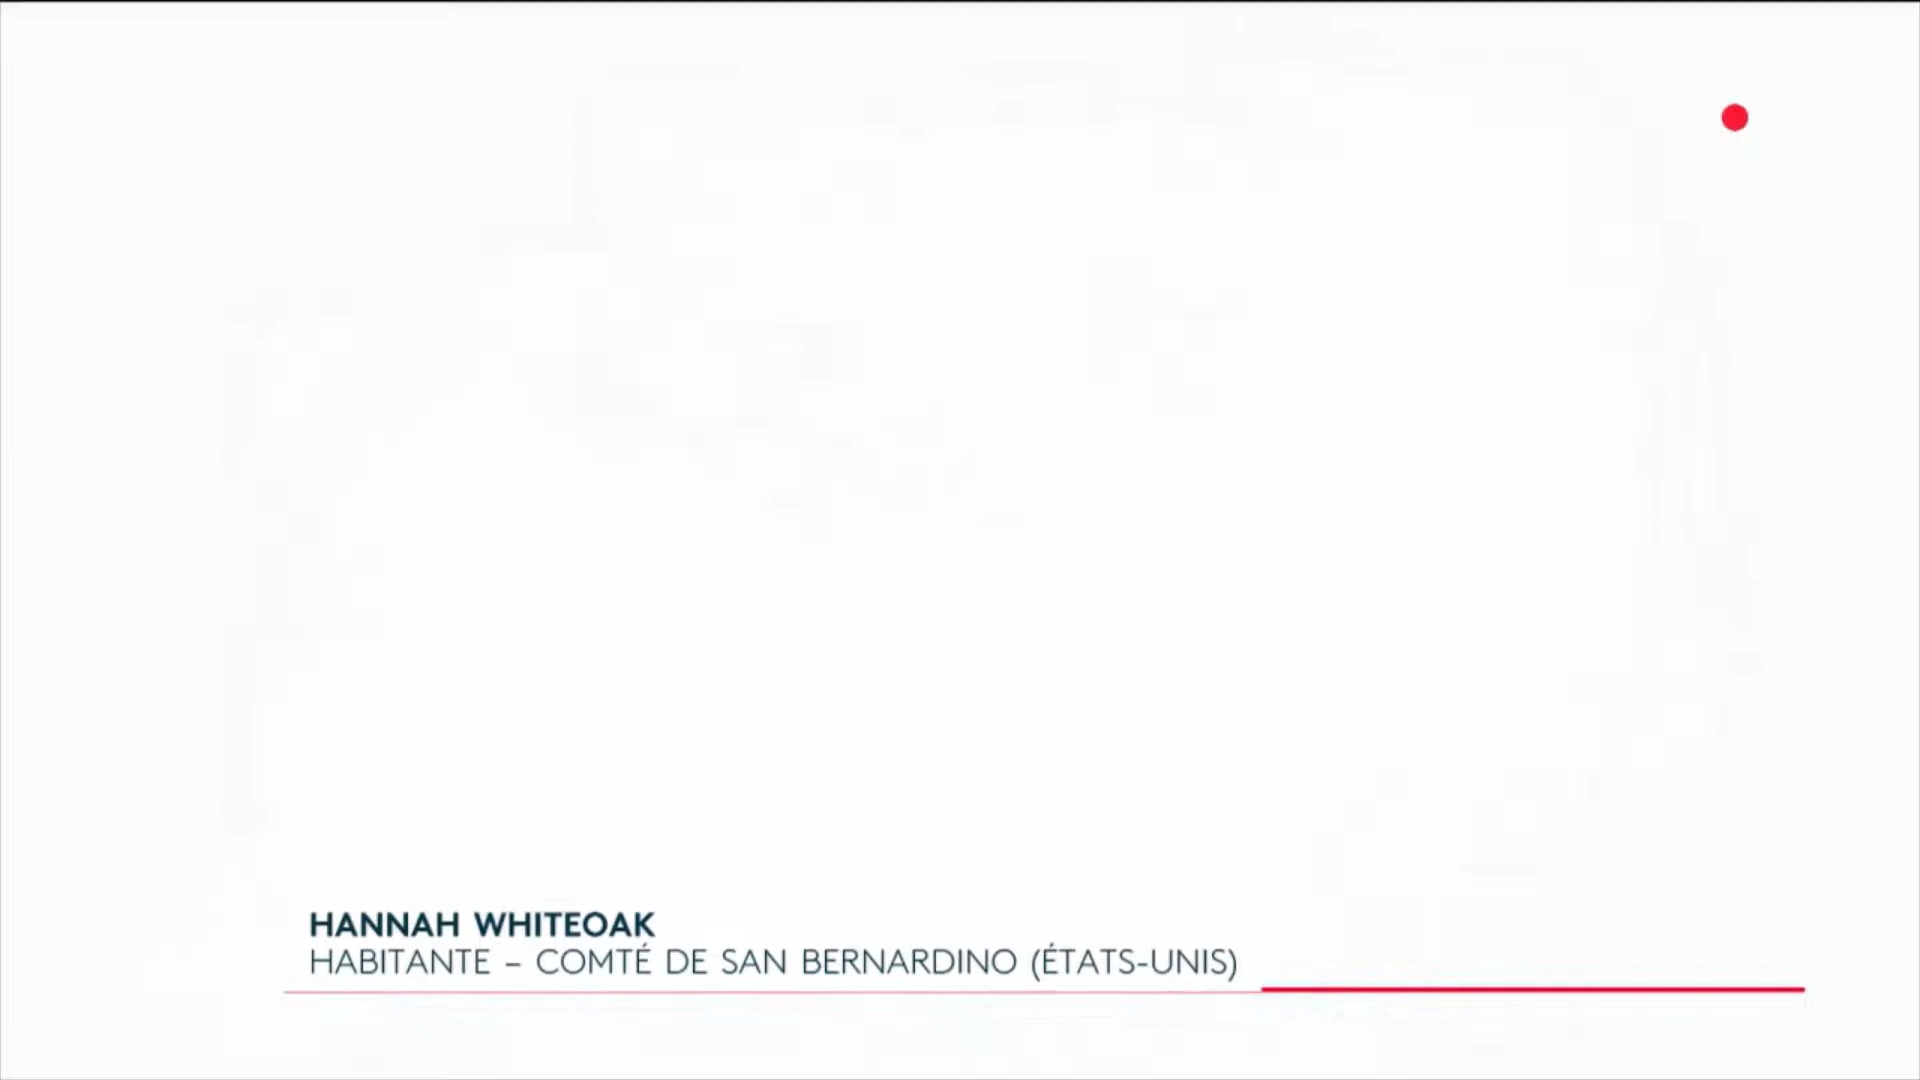 HANNAH WHITEOAK
HABITANTE – COMTÉ DE SAN BERNARDINO (ÉTATS-UNIS)